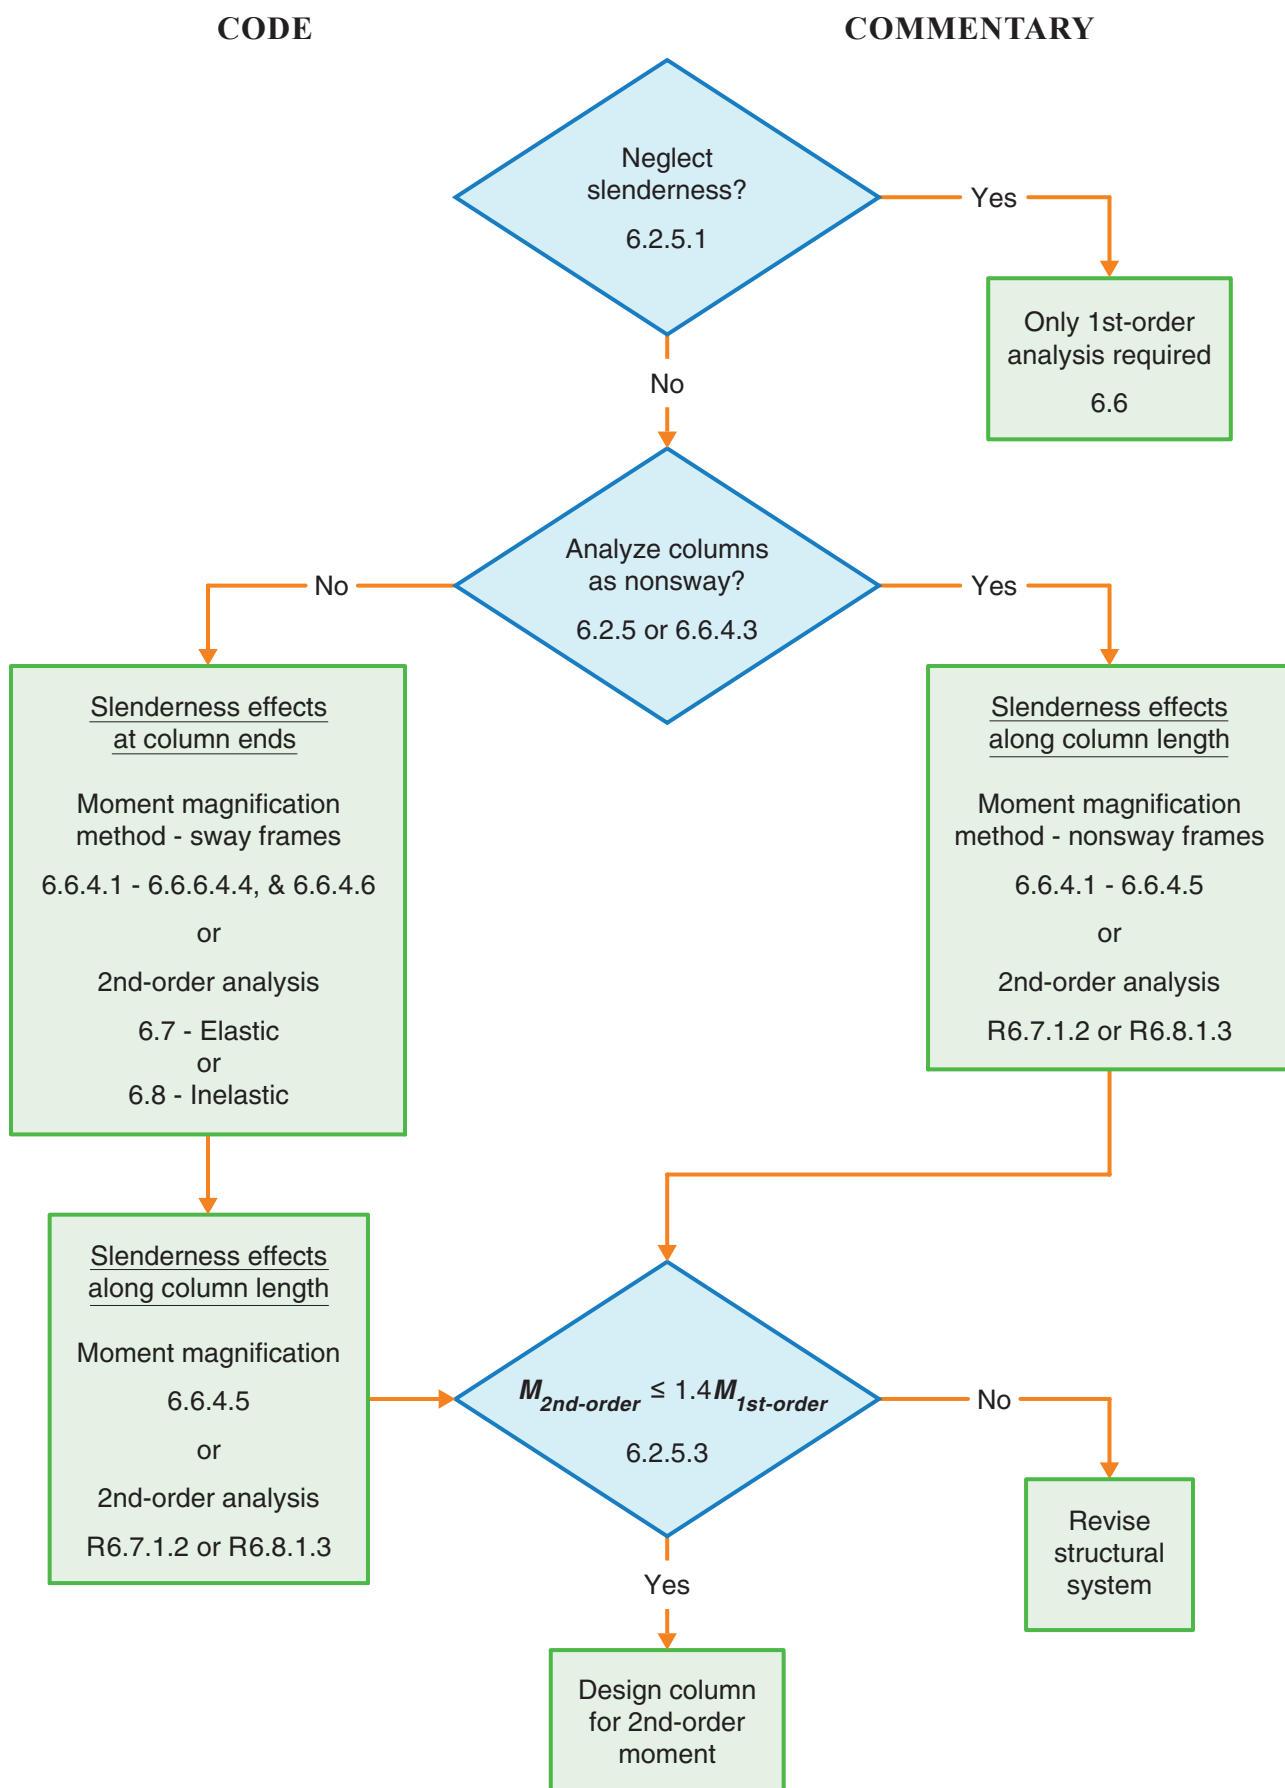 CODE
COMMENTARY
Neglect
slenderness?
6.2.5.1
Yes
Only 1st-order
analysis required
6.6
No
Analyze columns
as nonsway?
6.2.5 or 6.6.4.3
No
Yes
Slenderness effects
at column ends
Moment magnification
method - sway frames
6.6.4.1 - 6.6.6.4.4, & 6.6.4.6
or
2nd-order analysis
6.7 - Elastic
or
6.8 - Inelastic
Slenderness effects
along column length
Moment magnification
method - nonsway frames
6.6.4.1 - 6.6.4.5
or
2nd-order analysis
R6.7.1.2 or R6.8.1.3
Slenderness effects
along column length
Moment magnification
6.6.4.5
or
2nd-order analysis
R6.7.1.2 or R6.8.1.3
M2nd-order ≤ 1.4M1st-order
6.2.5.3
No
Revise
structural
system
Yes
Design column
for 2nd-order
moment